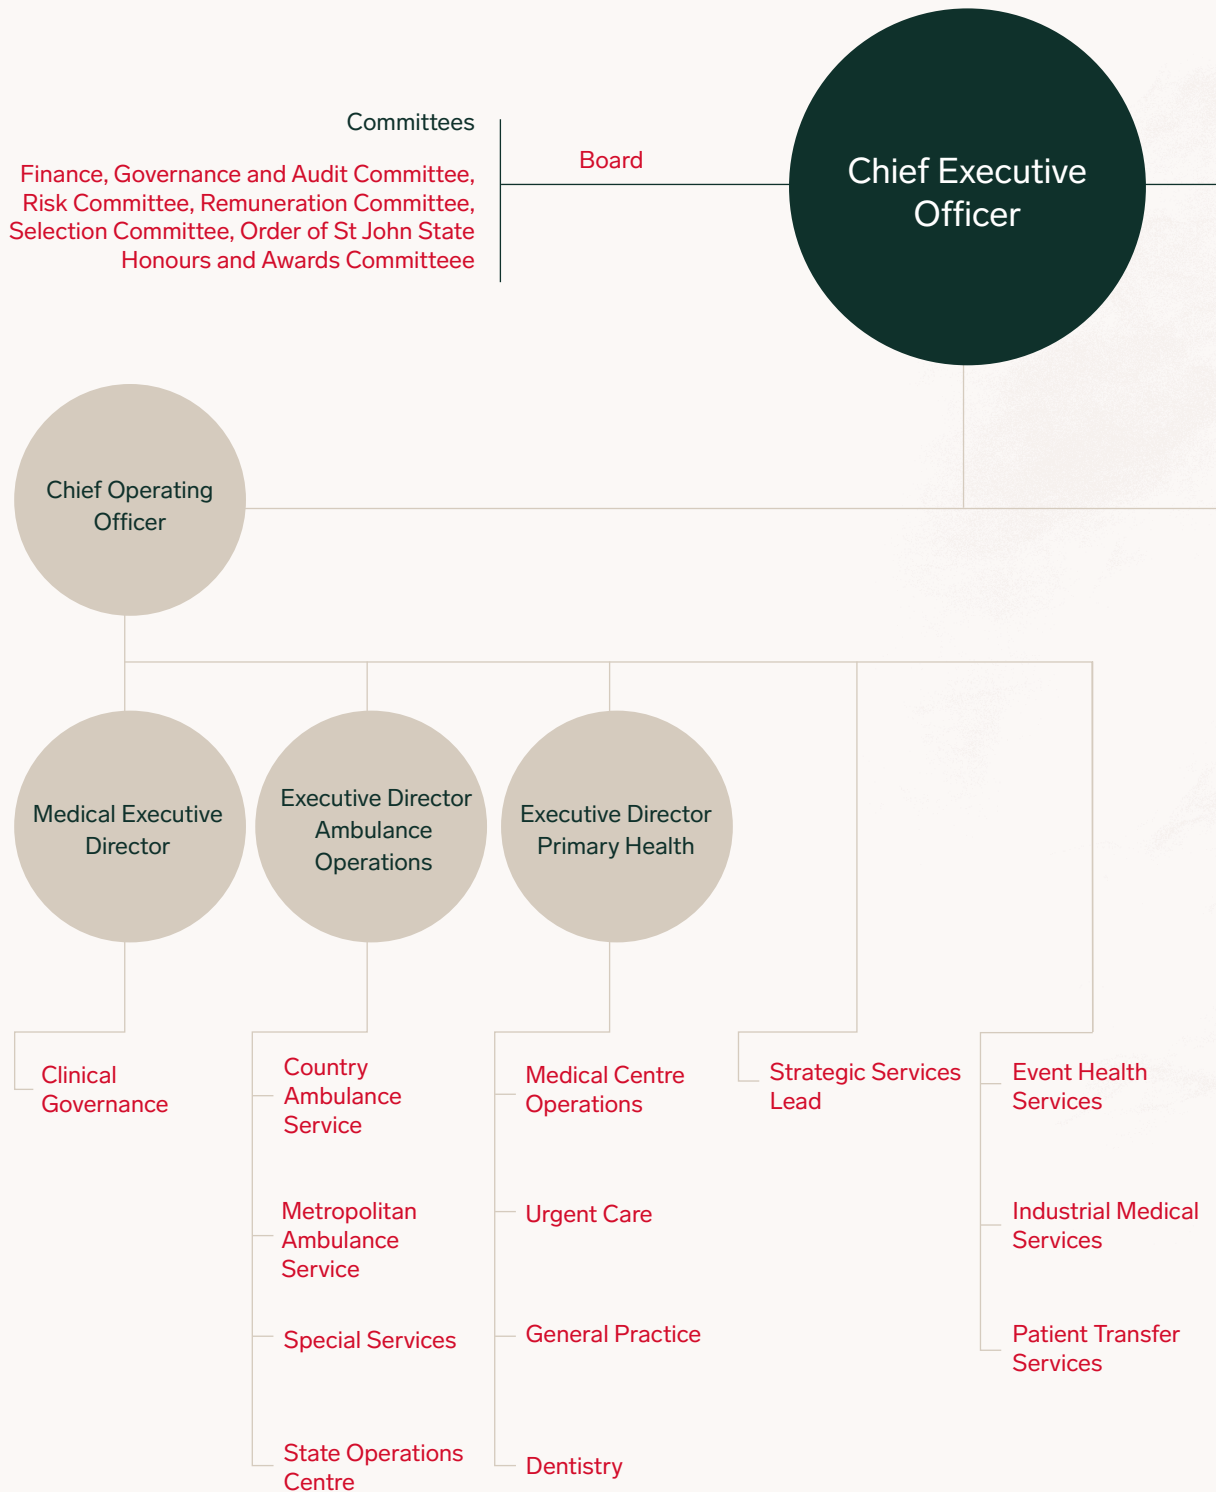 Committees
Finance, Governance and Audit Committee,
Risk Committee, Remuneration Committee,
Selection Committee, Order of St John State
Honours and Awards Committeee
Board
Chief Executive
Officer
Chief Operating
Officer
Medical Executive
Director
Executive Director
Ambulance
Operations
Executive Director
Primary Health
Clinical
Governance
Country
Ambulance
Service
Metropolitan
Ambulance
Service
Special Services
State Operations
Centre
Medical Centre
Operations
Urgent Care
General Practice
Dentistry
Strategic Services
Lead
Event Health
Services
Industrial Medical
Services
Patient Transfer
Services